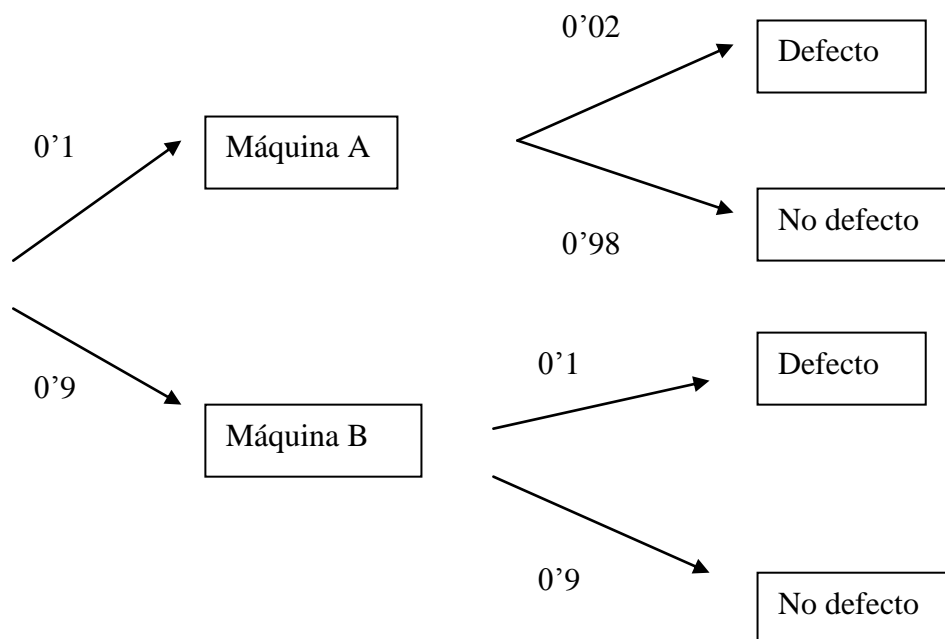 0’02
Defecto
0’1
Máquina A
No defecto
0’98
Defecto
0’1
0’9
Máquina B
0’9
No defecto